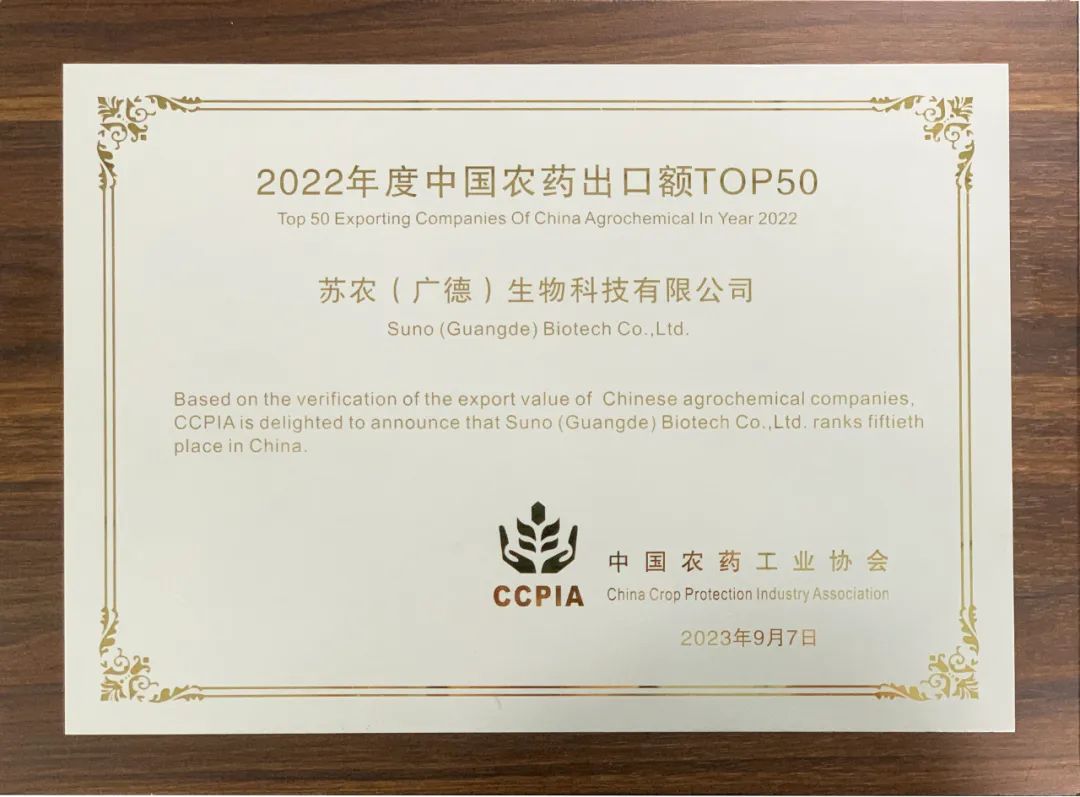 2022年度中国农药出口额TOP50
Top 50 Exporting Companies Of China Agrochemical In Year 2022
苏农（广德）生物科技有限公司
Suno (Guangde) Biotech Co.,Ltd.
Based on the verification of the export value of Chinese agrochemical companies,
CCPIA is delighted to announce that Suno (Guangde) Biotech Co.,Ltd. ranks fiftieth
place in China.
CCPIA
中国农药工业协会
China Crop Protection Industry Association
2023年9月7日